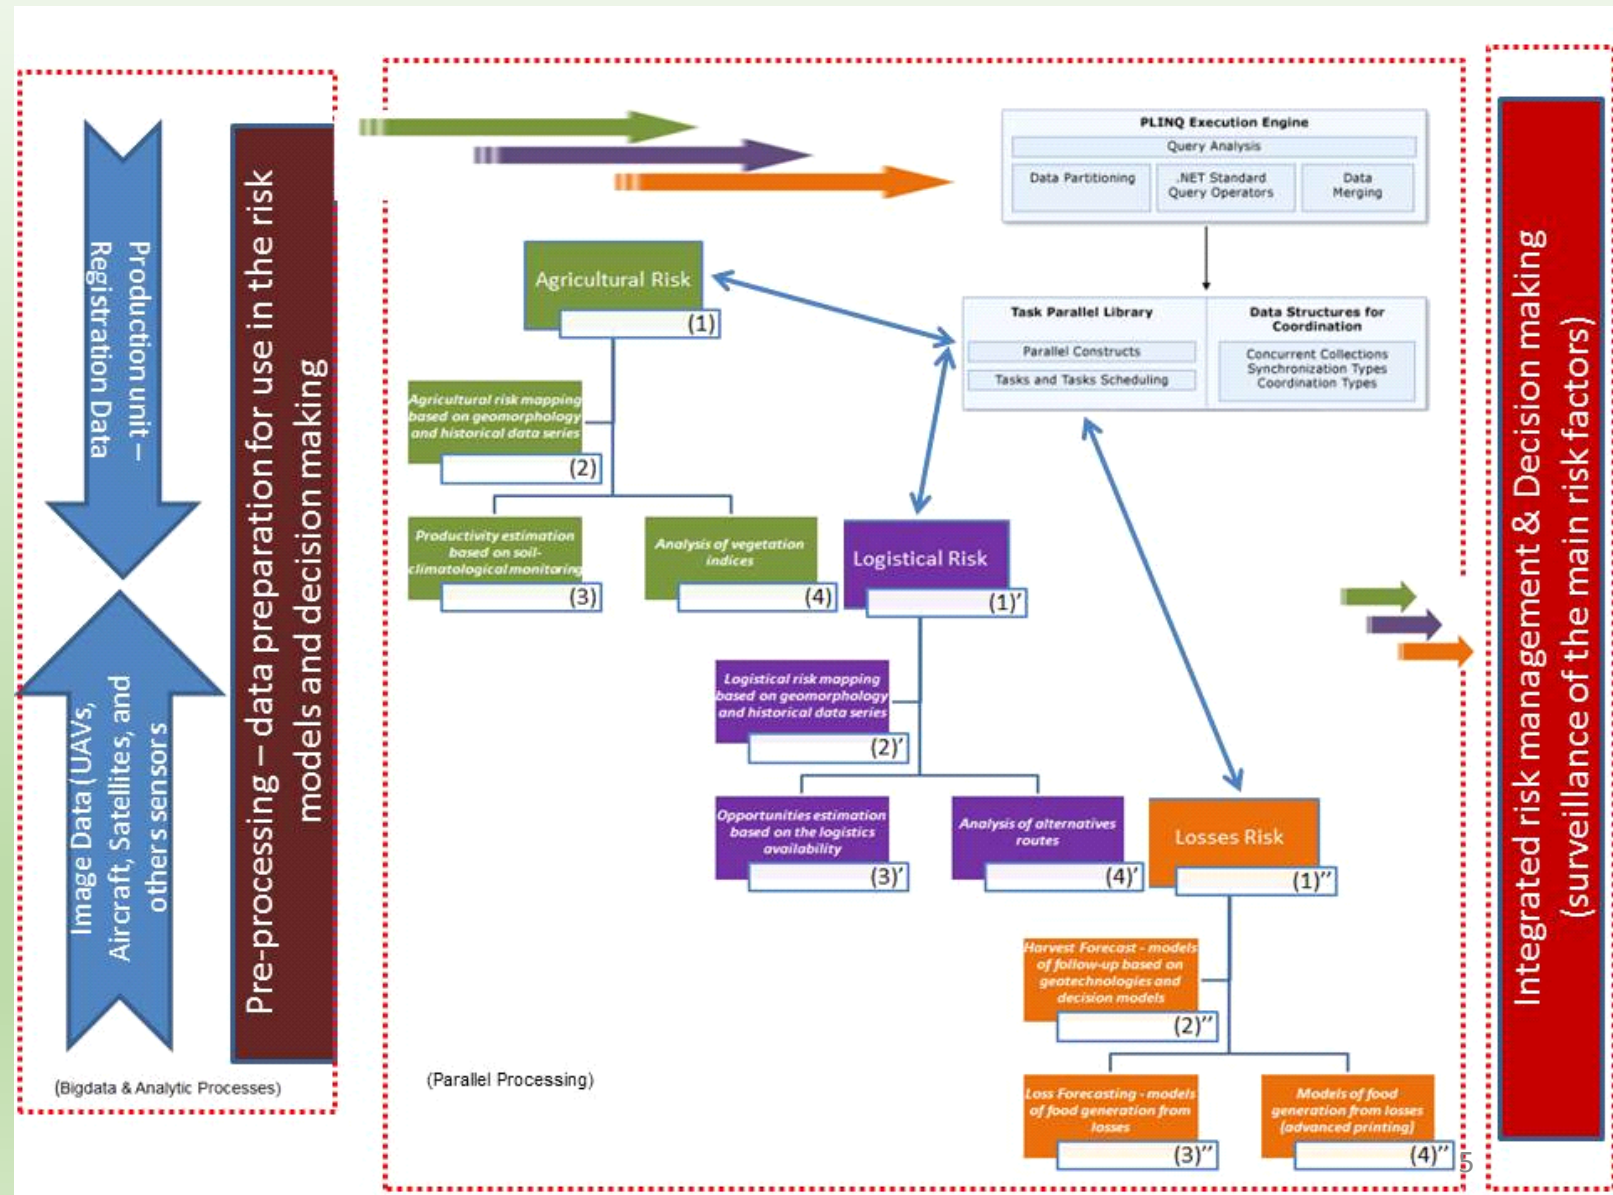 Production unit –
Registration Data
Image Data (UAVs,
Aircraft, Satellites, and
others sensors
(Bigdata & Analytic Processes)
Pre-processing – data preparation for use in the risk
models and decision making
PLINQ Execution Engine
Query Analysis
Data Partitioning
.NET Standard
Query Operators
Data
Merging
Task Parallel Library
Parallel Constructs
Tasks and Tasks Scheduling
Data Structures for
Coordination
Concurrent Collections
Synchronization Types
Coordination Types
Agricultural Risk
(1)
Agricultural risk mapping
based on geomorphology
and historical data series
(2)
Productivity estimation
based on soil-
climatological monitoring
(3)
Analysis of vegetation
indices
(4)
Logistical Risk
(1)’
Logistical risk mapping
based on geomorphology
and historical data series
(2)’
Opportunities estimation
based on the logistics
availability
(3)’
Analysis of alternatives
routes
(4)’
Losses Risk
(1)’’
Harvest Forecast - models
of follow-up based on
geotechnologies and
decision models
(2)’’
Loss Forecasting - models
of food generation from
losses
(3)’’
Models of food
generation from losses
(advanced printing)
(4)’’
(Parallel Processing)
5
Integrated risk management & Decision making
(surveillance of the main risk factors)